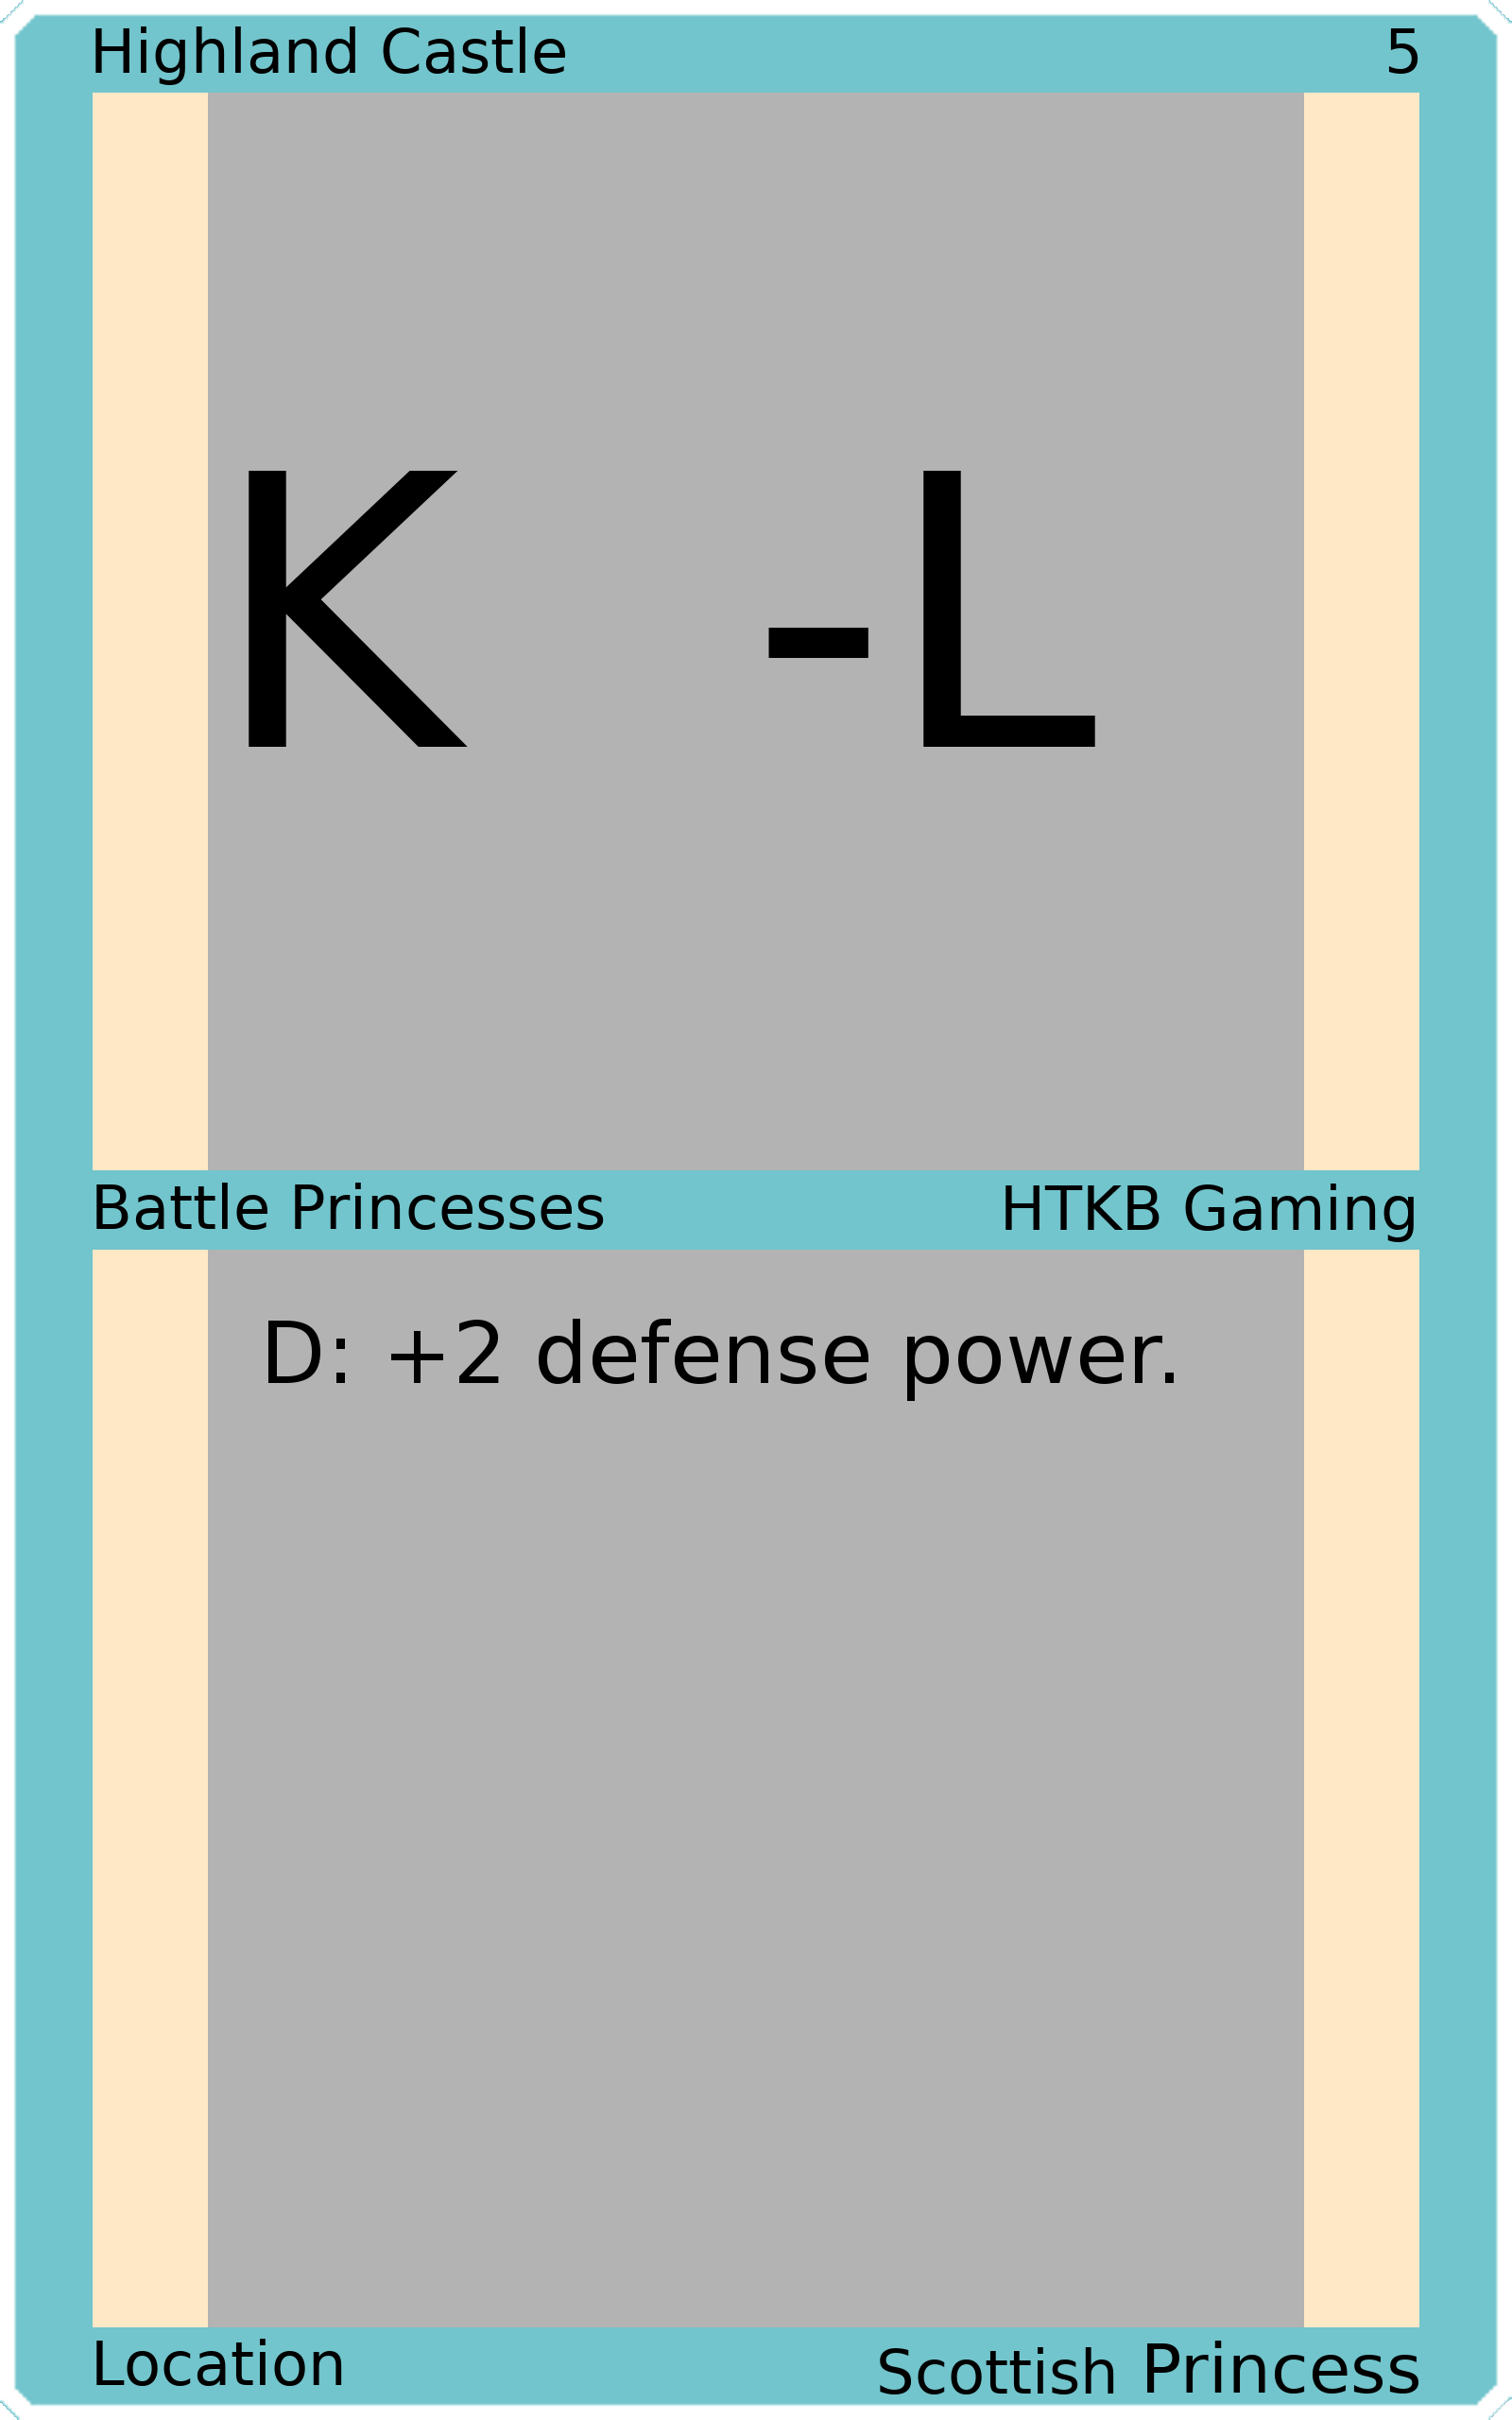 Highland Castle 5
K -L
Battle Princesses HTKB Gaming
D: +2 defense power.
Location Scottish Princess